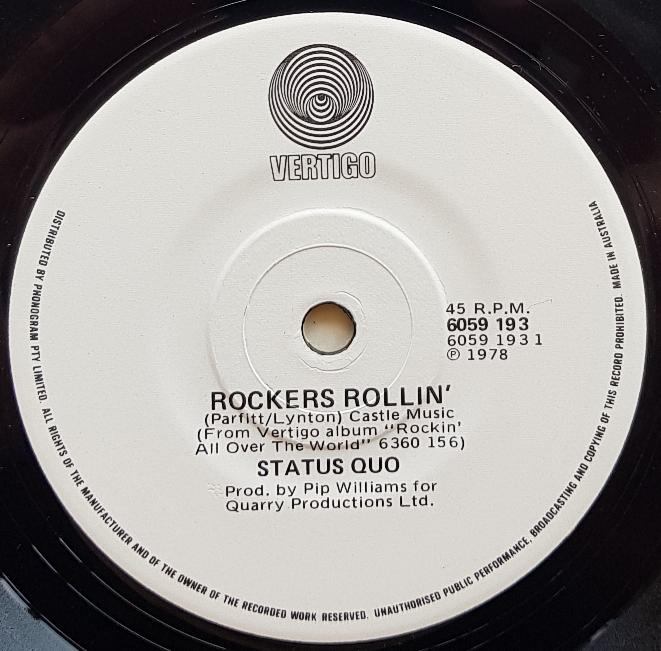 VERTIGO
45 R.P.M.
6059 193
6059 193 1
℗ 1978
ROCKERS ROLLIN'
(Parfitt/Lynton) Castle Music
(From Vertigo album "Rockin'
All Over The World" 6360 156)
STATUS QUO
Prod. by Pip Williams for
Quarry Productions Ltd.
DISTRIBUTED BY PHONOGRAM PTY LIMITED. ALL RIGHTS OF THE MANUFACTURER AND OF THE OWNER OF THE RECORDED WORK RESERVED. UNAUTHORISED PUBLIC PERFORMANCE, BROADCASTING AND COPYING OF THIS RECORD PROHIBITED. MADE IN AUSTRALIA